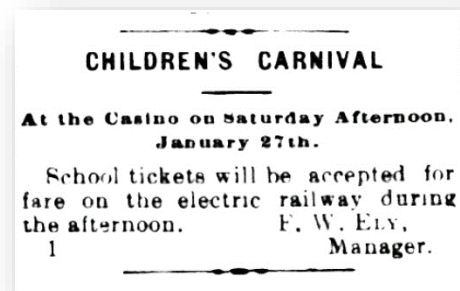 CHILDREN'S CARNIVAL
At the Casino on Saturday Afternoon,
January 27th.
School tickets will be accepted for
fare on the electric railway during
the afternoon. F. W. ELY,
1 Manager.